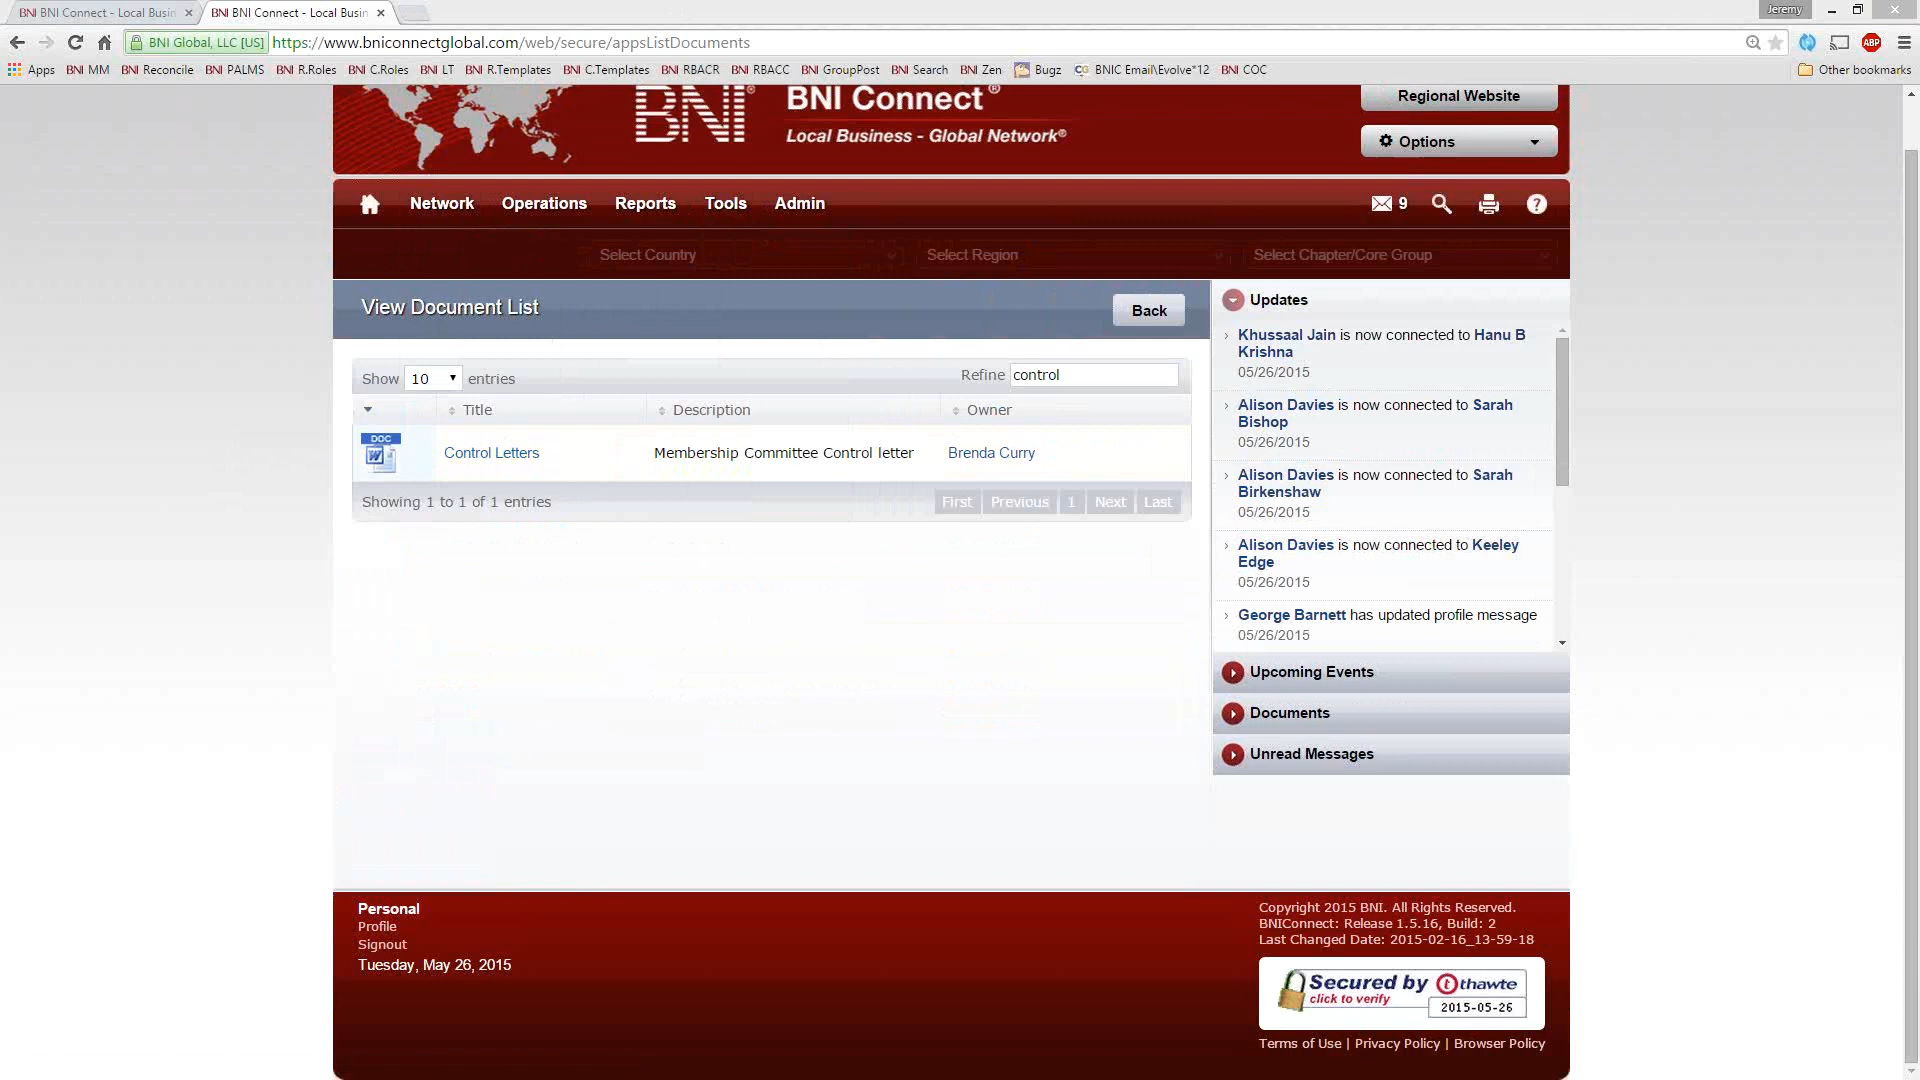 BNI BNI Connect - Local Busin
BNI BNI Connect - Local Busin
Jeremy
BNI Global, LLC [US]
https://www.bniconnectglobal.com/web/secure/appsListDocuments
ABP
Apps
BNI MM
BNI Reconcile
BNI PALMS
BNI R.Roles
BNI C.Roles
BNI LT
BNI R.Templates
BNI C.Templates
BNI RBACR
BNI RBACC
BNI GroupPost
BNI Search
BNI Zen
Bugz
CG BNIC Email\Evolve*12
BNI COC
Other bookmarks
BNI®
BNI Connect®
Local Business - Global Network®
Regional Website
Options
Network
Operations
Reports
Tools
Admin
9
?
Select Country
Select Region
Select Chapter/Core Group
View Document List
Back
Show 10 entries
Refine control
Title
Description
Owner
DOC
W
Control Letters
Membership Committee Control letter
Brenda Curry
Showing 1 to 1 of 1 entries
First
Previous
1
Next
Last
Updates
Khussaal Jain is now connected to Hanu B
Krishna
05/26/2015
Alison Davies is now connected to Sarah
Bishop
05/26/2015
Alison Davies is now connected to Sarah
Birkenshaw
05/26/2015
Alison Davies is now connected to Keeley
Edge
05/26/2015
George Barnett has updated profile message
05/26/2015
Upcoming Events
Documents
Unread Messages
Personal
Profile
Signout
Tuesday, May 26, 2015
Copyright 2015 BNI. All Rights Reserved.
BNIConnect: Release 1.5.16, Build: 2
Last Changed Date: 2015-02-16_13-59-18
Secured by thawte
click to verify
2015-05-26
Terms of Use | Privacy Policy | Browser Policy